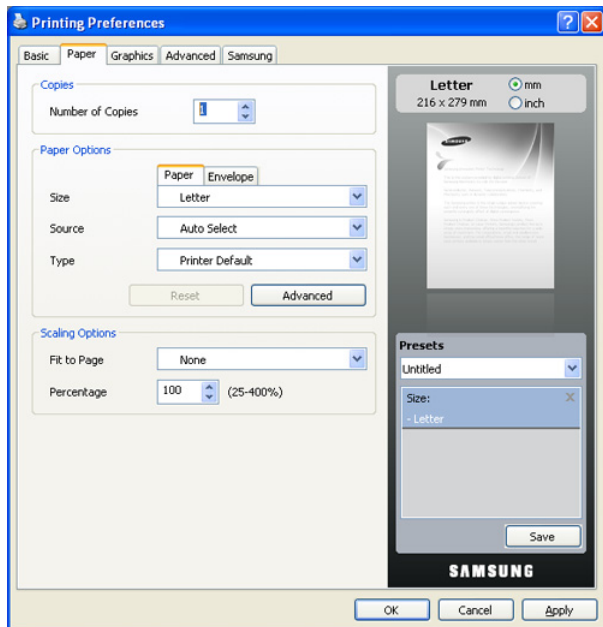 Printing Preferences
Basic Paper Graphics Advanced Samsung
Copies
Number of Copies 1
Paper Options
Paper Envelope
Size Letter
Source Auto Select
Type Printer Default
Reset Advanced
Scaling Options
Fit to Page None
Percentage 100 (25-400%)
Letter mm
216 x 279 mm inch
SAMSUNG
Presets
Untitled
Size: X
- Letter
Save
SAMSUNG
OK Cancel Apply